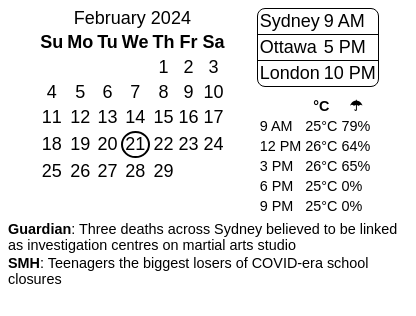 February 2024
Su Mo Tu We Th Fr Sa
1 2 3
4 5 6 7 8 9 10
11 12 13 14 15 16 17
18 19 20 21 22 23 24
25 26 27 28 29
Sydney 9 AM
Ottawa 5 PM
London 10 PM
°C ☂
9 AM 25°C 79%
12 PM 26°C 64%
3 PM 26°C 65%
6 PM 25°C 0%
9 PM 25°C 0%
Guardian: Three deaths across Sydney believed to be linked
as investigation centres on martial arts studio
SMH: Teenagers the biggest losers of COVID-era school
closures